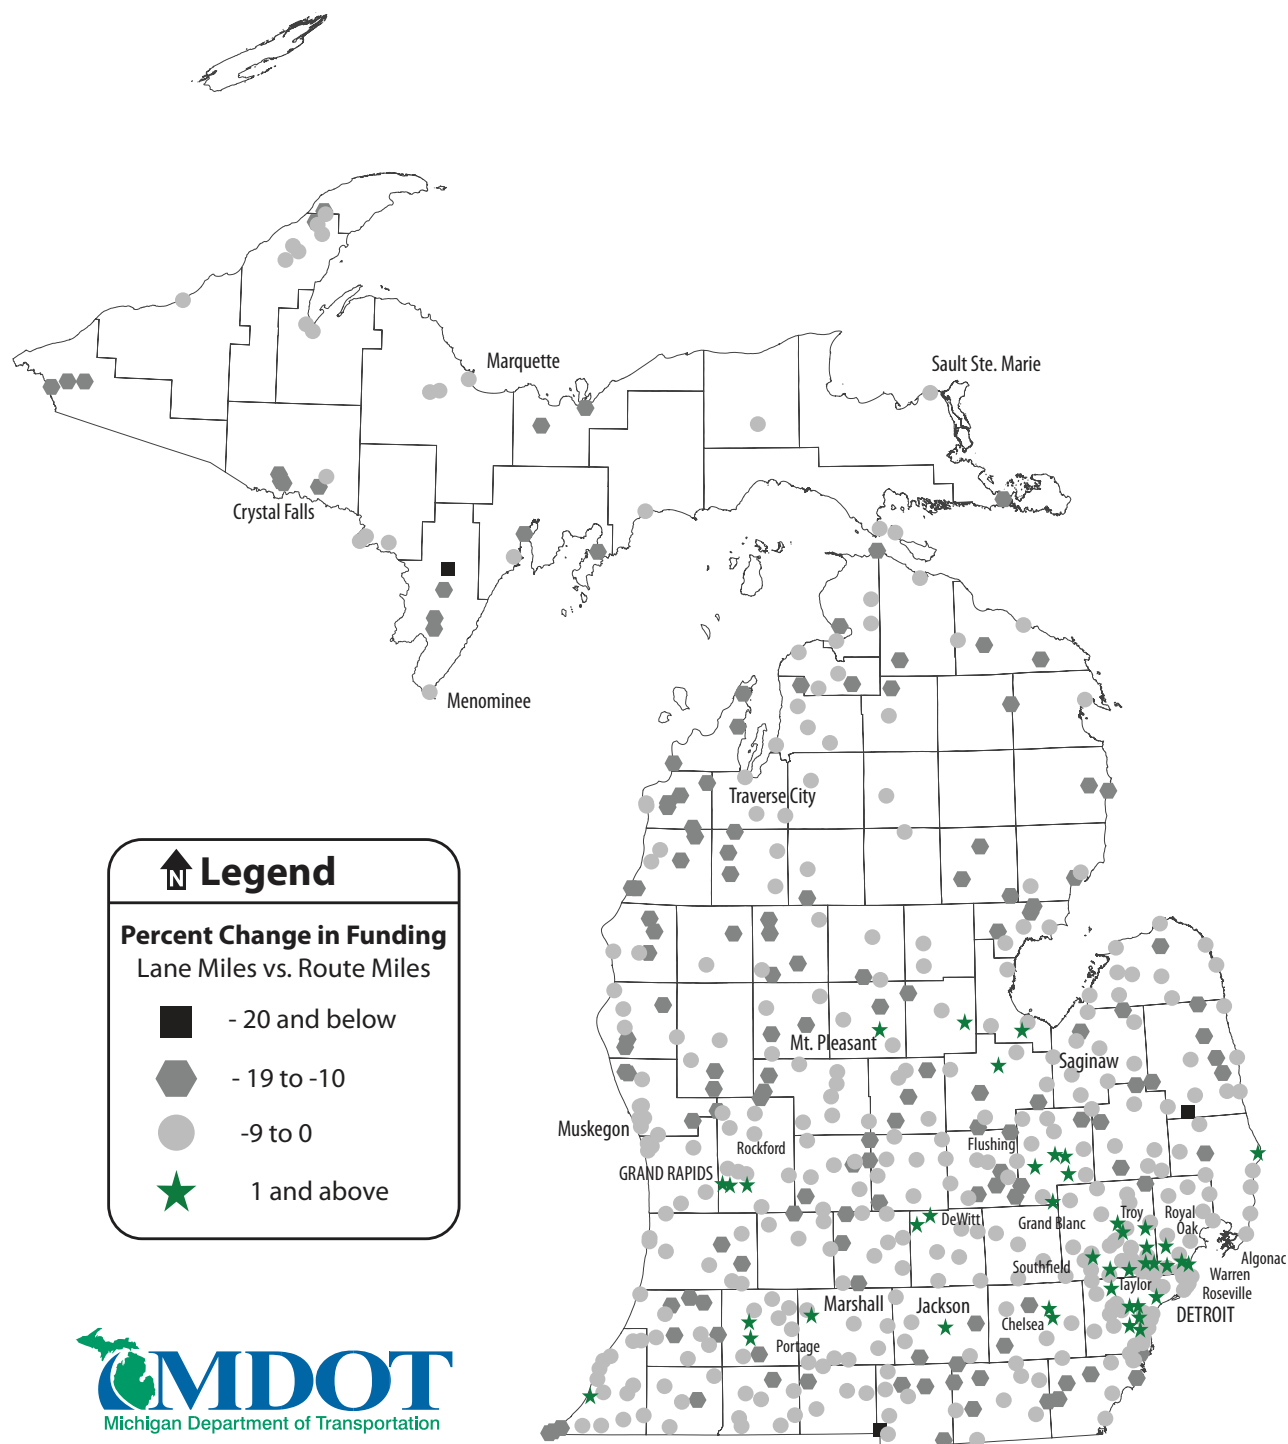 Marquette
Sault Ste. Marie
Crystal Falls
Menominee
Traverse City
N Legend
Percent Change in Funding
Lane Miles vs. Route Miles
- 20 and below
- 19 to -10
-9 to 0
1 and above
Mt. Pleasant
Saginaw
Muskegon
Rockford
Flushing
GRAND RAPIDS
DeWitt
Grand Blanc
Troy
Royal
Oak
Southfield
Algonac
Warren
Taylor
Roseville
DETROIT
Marshall
Jackson
Chelsea
Portage
MDOT
Michigan Department of Transportation